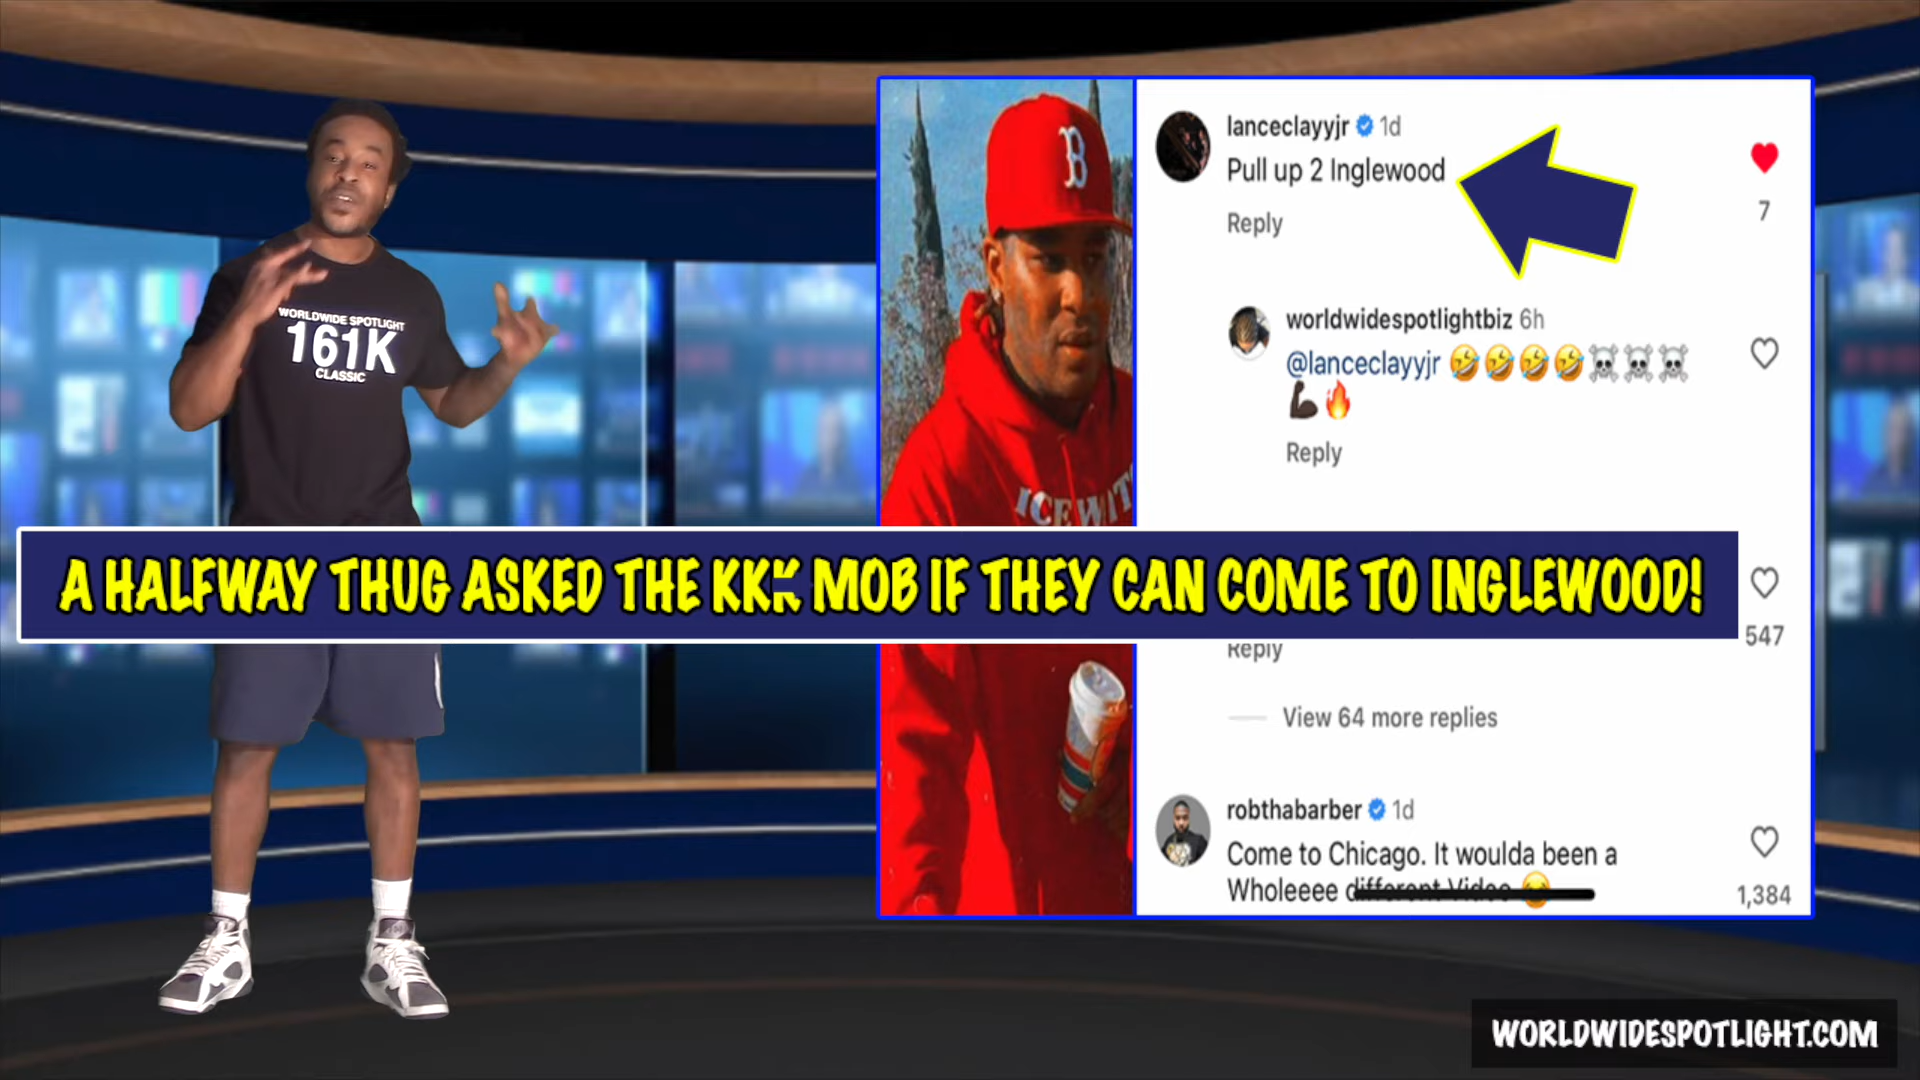 WORLDWIDE SPOTLIGHT
161K
CLASSIC
B
lanceclayyjr 1d
Pull up 2 Inglewood
7
Reply
worldwidespotlightbiz 6h
@lanceclayyjr 🤣🤣🤣🤣☠️☠️☠️
💪🏿🔥
Reply
A HALFWAY THUG ASKED THE KKK MOB IF THEY CAN COME TO INGLEWOOD!
547
Reply
View 64 more replies
robthabarber 1d
Come to Chicago. It woulda been a
Wholeeee different Video 😂
1,384
WORLDWIDESPOTLIGHT.COM